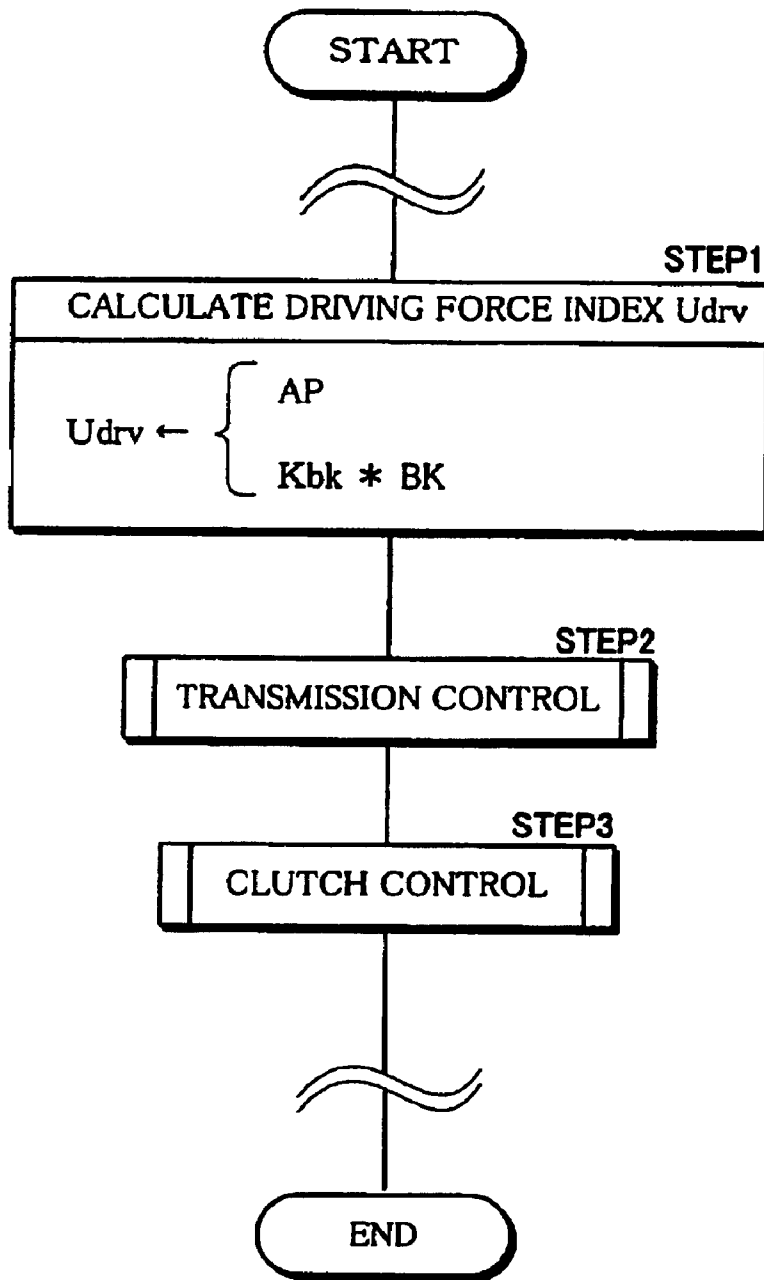 START
STEP1
CALCULATE DRIVING FORCE INDEX Udrv
AP
Udrv ←
Kbk * BK
STEP2
TRANSMISSION CONTROL
STEP3
CLUTCH CONTROL
END